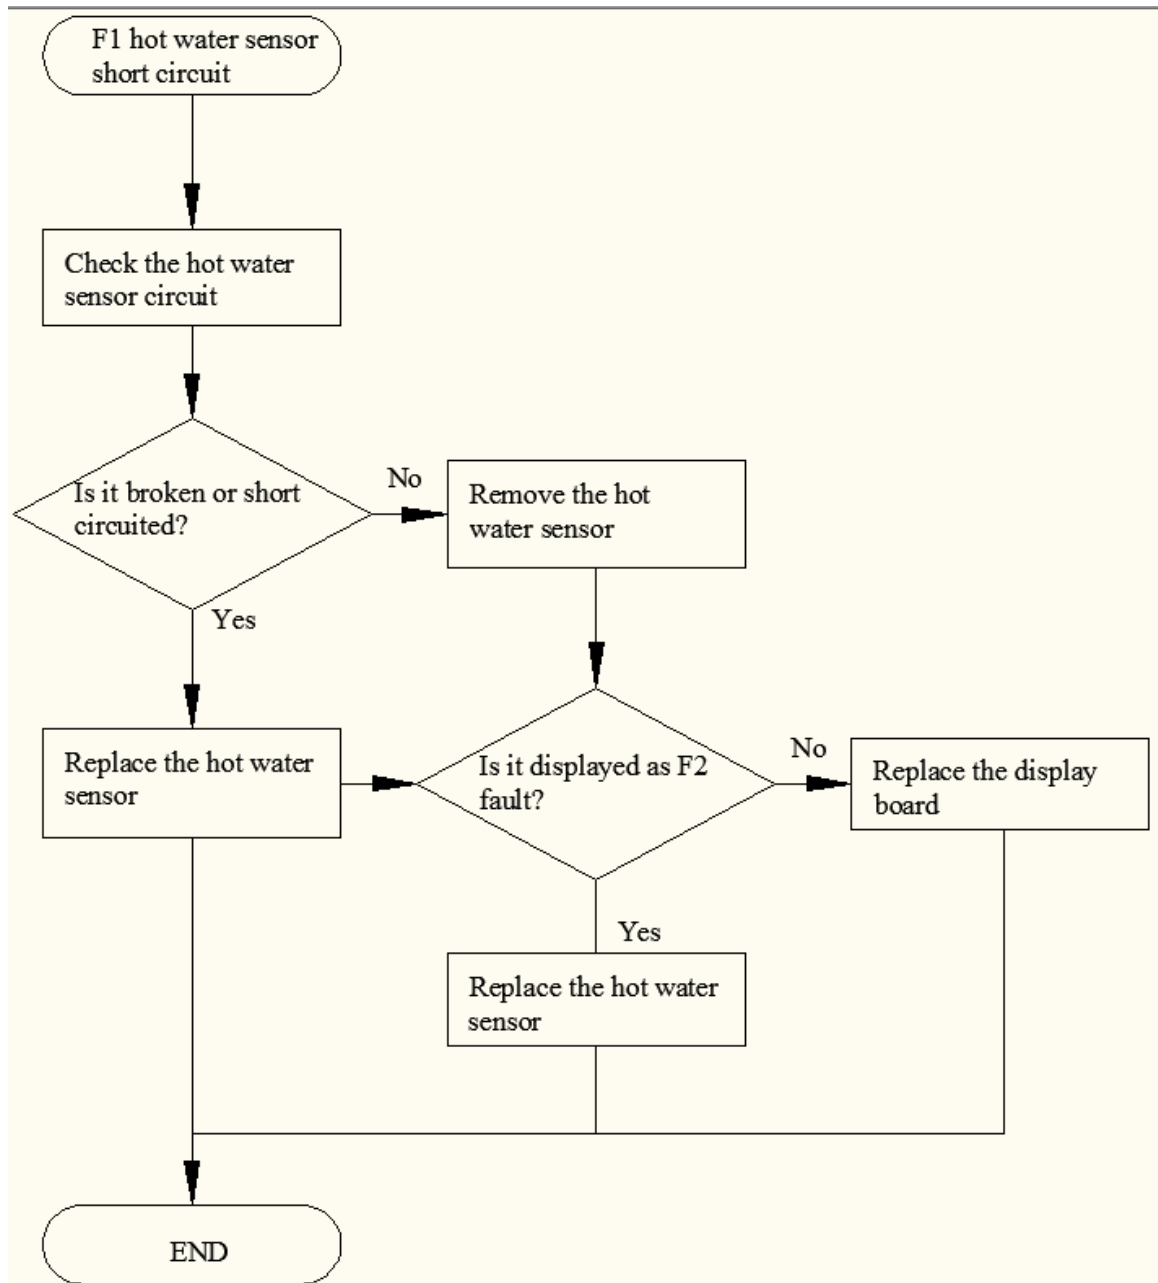 F1 hot water sensor
short circuit
Check the hot water
sensor circuit
Is it broken or short
circuited?
No
Remove the hot
water sensor
Yes
Replace the hot water
sensor
Is it displayed as F2
fault?
No
Replace the display
board
Yes
Replace the hot water
sensor
END